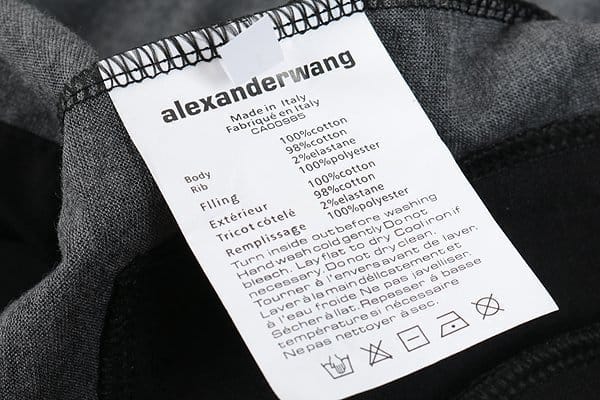 alexanderwang
Made in Italy
Fabriqué en Italy
CA00985
Body 100%cotton
Rib 98%cotton
2%elastane
Flling 100%polyester
Extérieur 100%cotton
Tricot côtelé 98%cotton
2%elastane
Remplissage 100%polyester
Turn inside out before washing
Hand wash cold gently Do not
bleach. Lay flat to dry Cool iron if
necessary. Do not dry clean.
Tourner à l'envers avant de laver.
Laver à la main délicatement et
à l'eau froide Ne pas javelliser.
Sécher à llat. Repasser à basse
température si nécessaire
Ne pas nettoyer à sec.